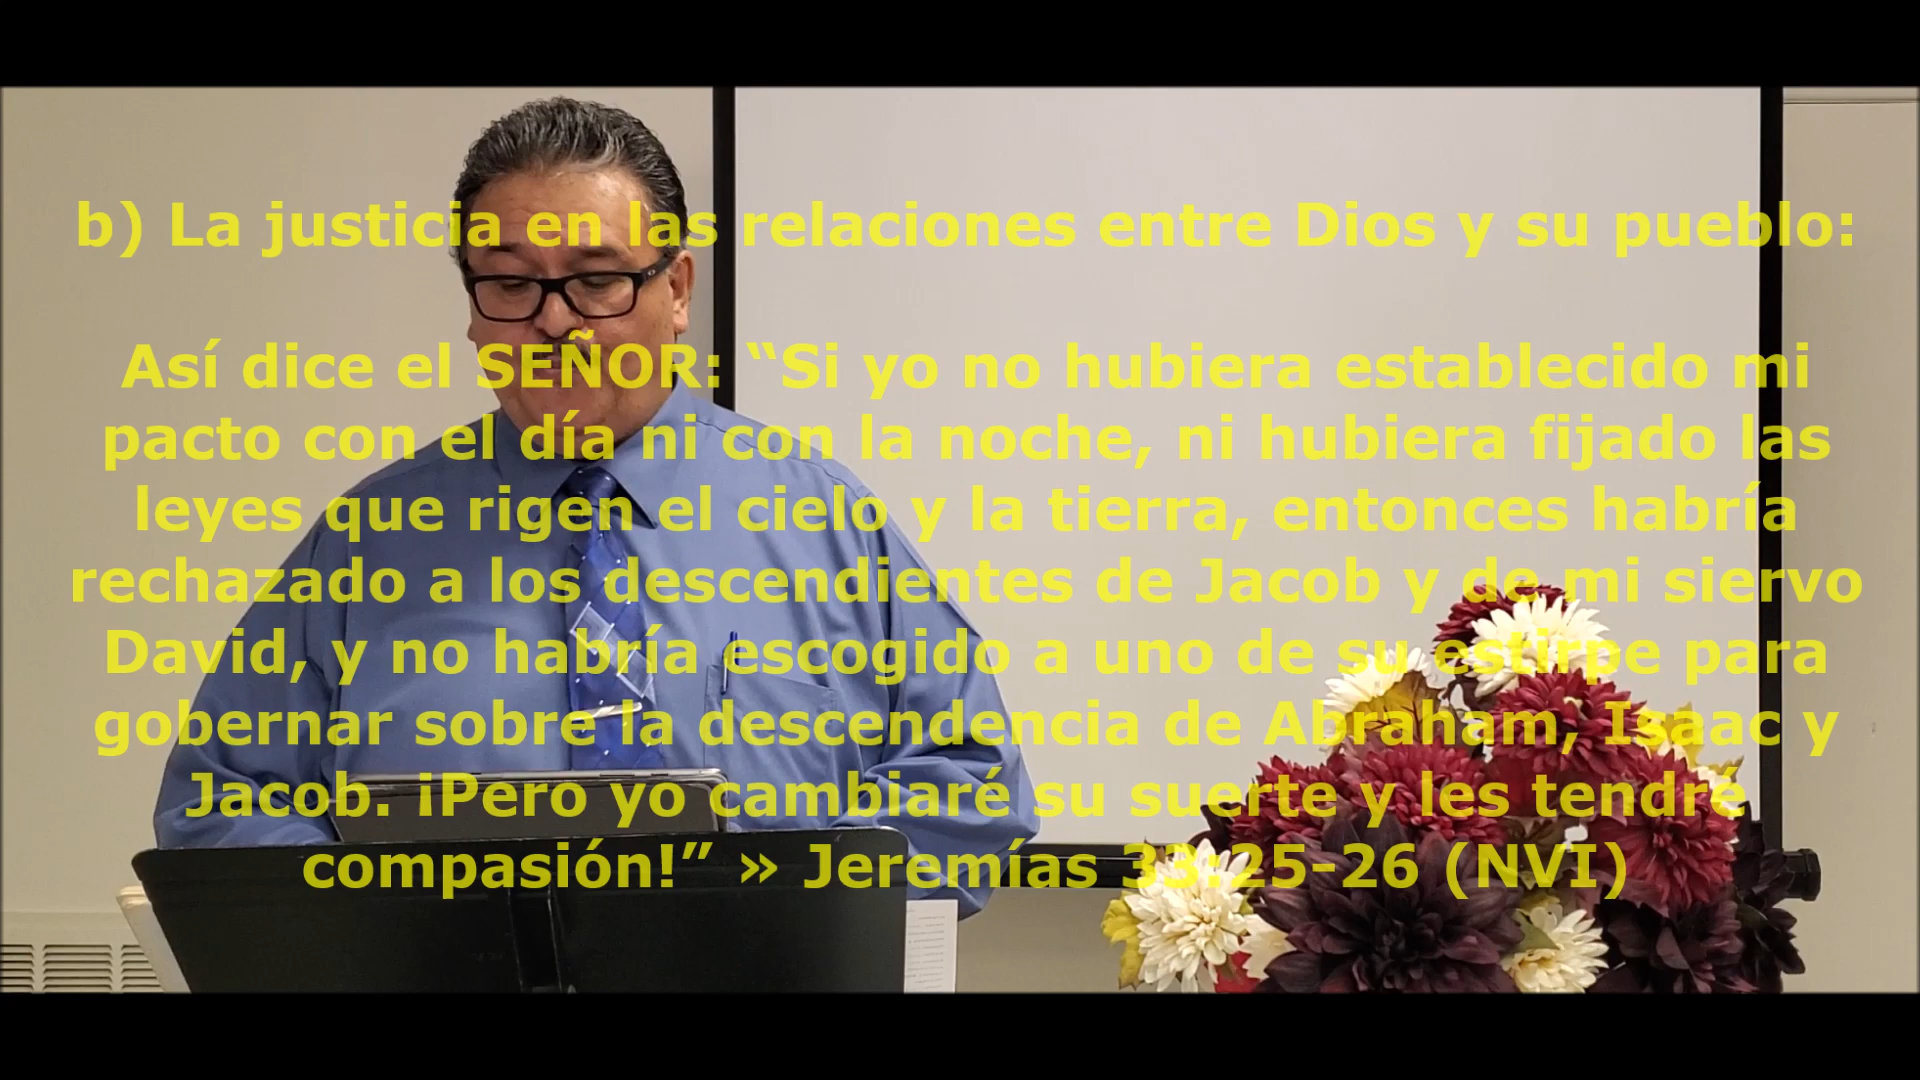 b) La justicia en las relaciones entre Dios y su pueblo:
Así dice el SEÑOR: “Si yo no hubiera establecido mi
pacto con el día ni con la noche, ni hubiera fijado las
leyes que rigen el cielo y la tierra, entonces habría
rechazado a los descendientes de Jacob y de mi siervo
David, y no habría escogido a uno de su estirpe para
gobernar sobre la descendencia de Abraham, Isaac y
Jacob. ¡Pero yo cambiaré su suerte y les tendré
compasión!” » Jeremías 33:25-26 (NVI)